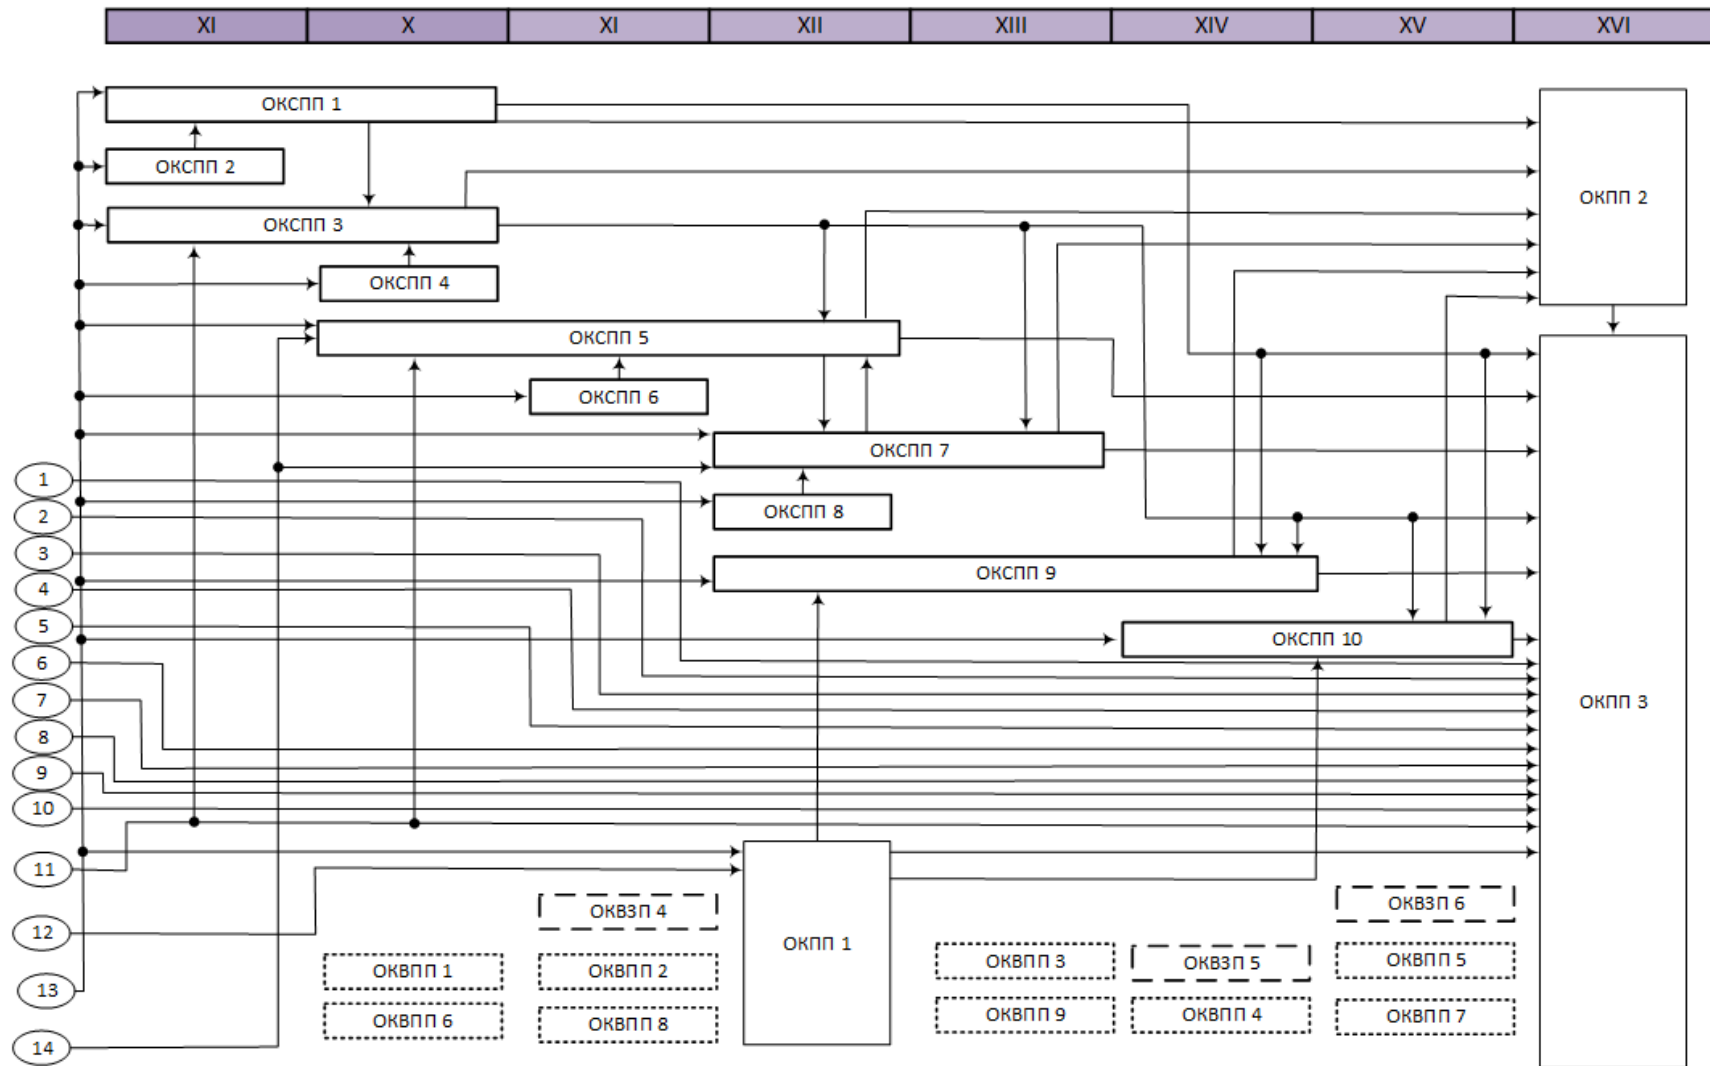 XI X XI XII XIII XIV XV XVI
ОКСПП 1
ОКСПП 2
ОКПП 2
ОКСПП 3
ОКСПП 4
ОКСПП 5
ОКСПП 6
ОКСПП 7
1
ОКСПП 8
2
3
ОКСПП 9
4
5
ОКСПП 10
6
7
ОКПП 3
8
9
10
11
ОКВЗП 4
ОКВЗП 6
12
ОКПП 1
ОКВПП 1
ОКВПП 2
ОКВПП 3
ОКВЗП 5
ОКВПП 5
13
ОКВПП 6
ОКВПП 8
ОКВПП 9
ОКВПП 4
ОКВПП 7
14